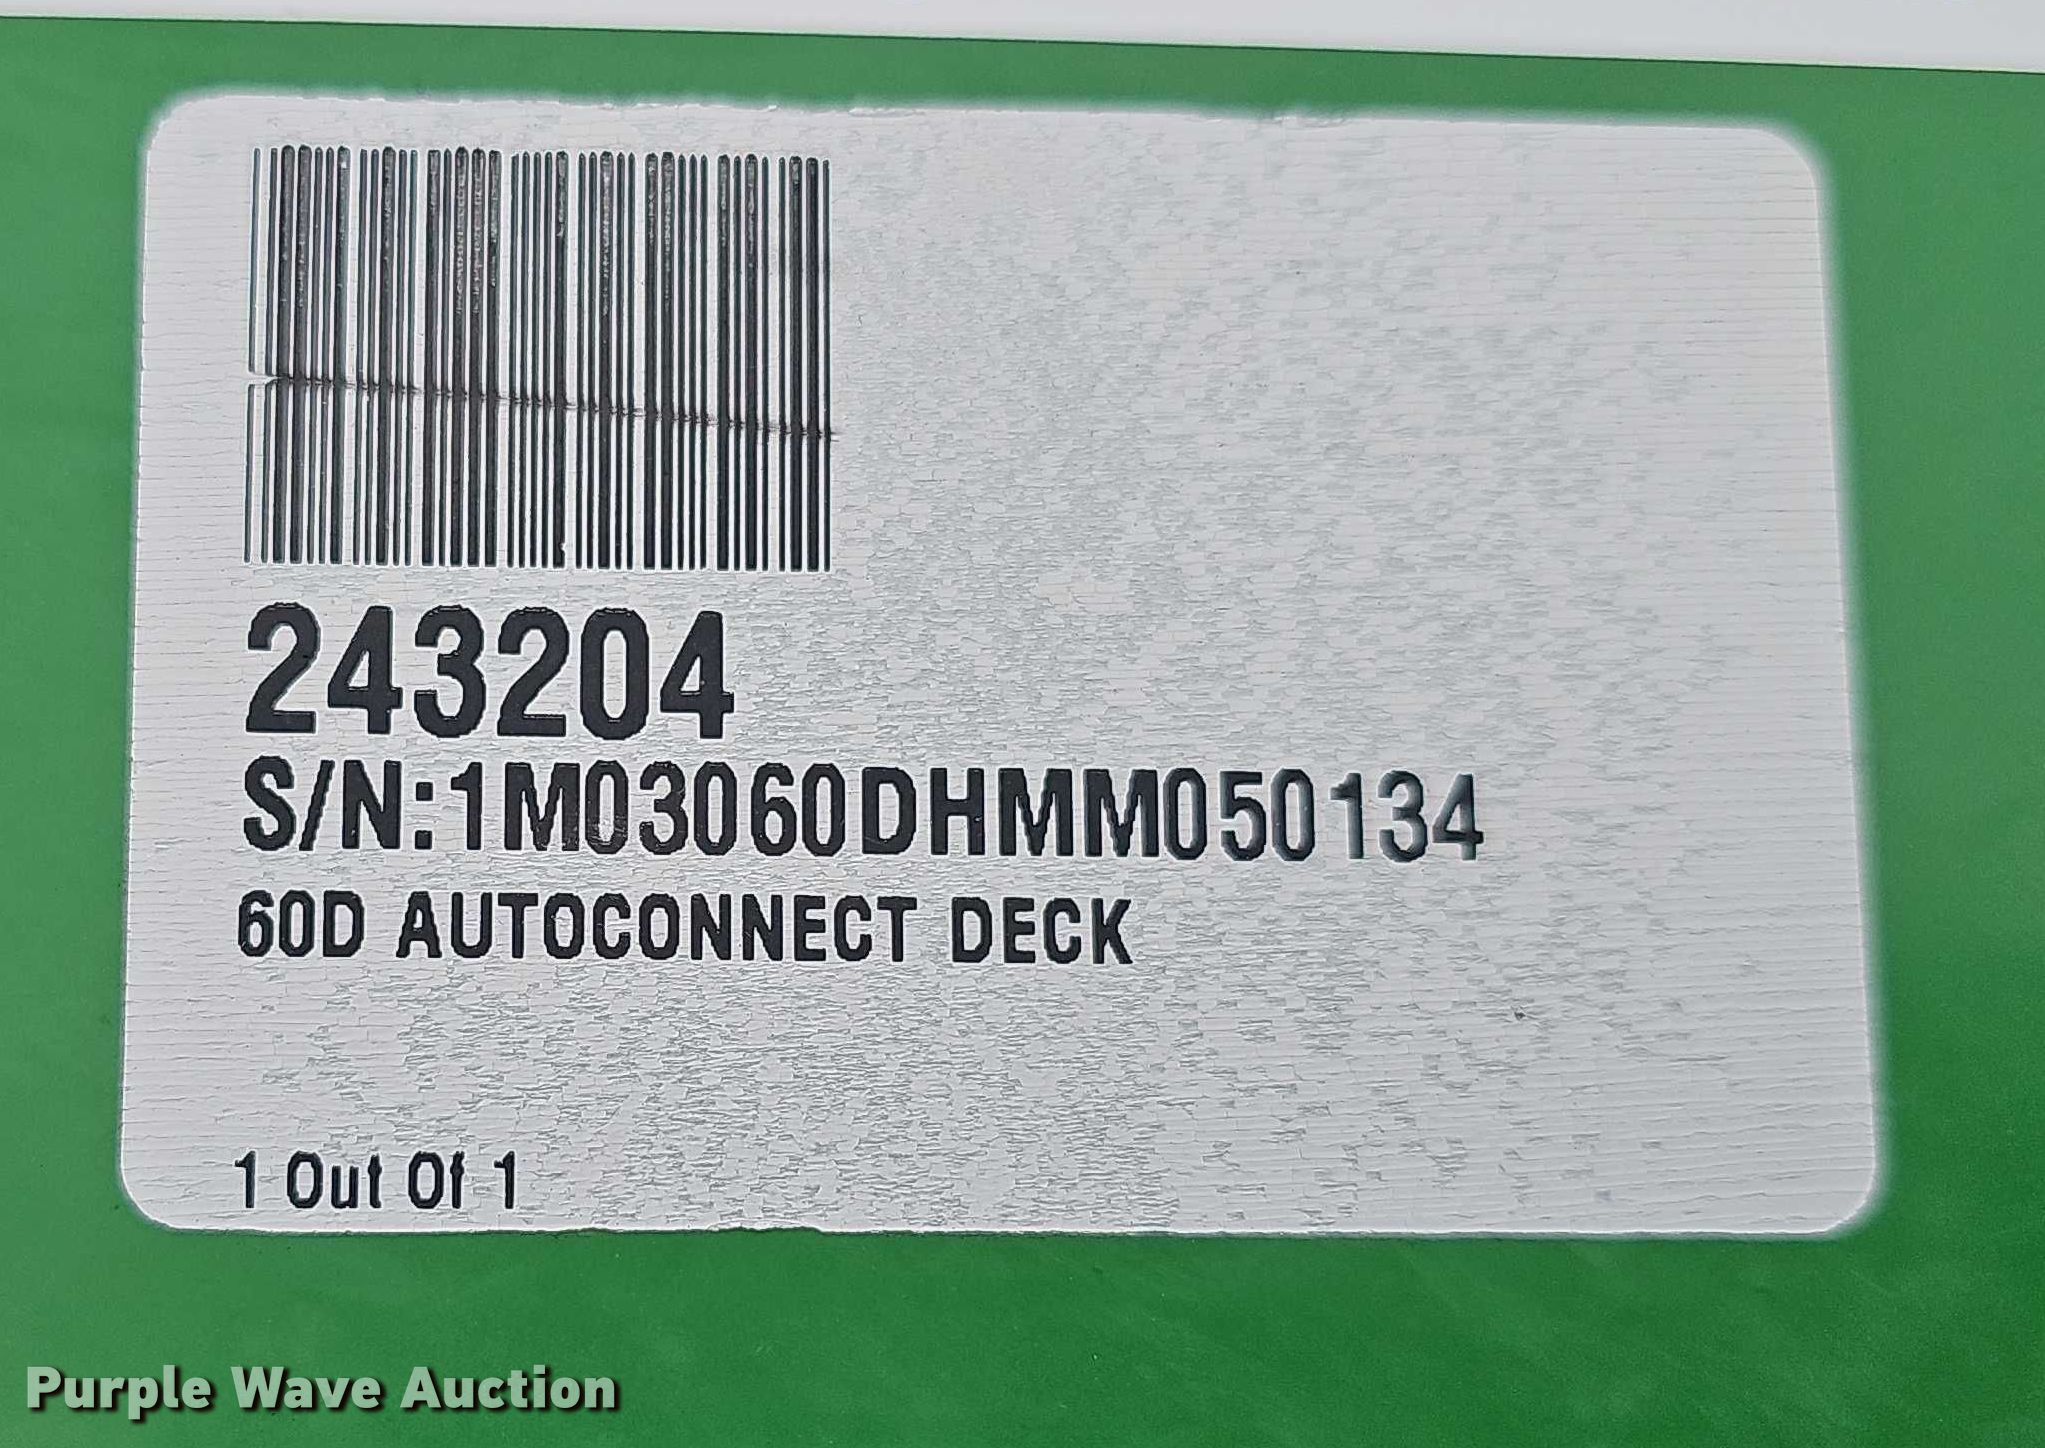 243204
S/N:1M03060DHMM050134
60D AUTOCONNECT DECK
1 Out Of 1
Purple Wave Auction